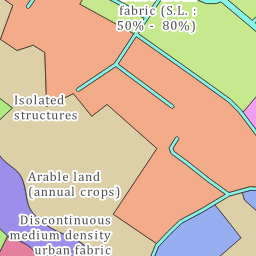 fabric (S.L. :
50% - 80%)
Isolated
structures
Arable land
(annual crops)
Discontinuous
medium density
urban fabric